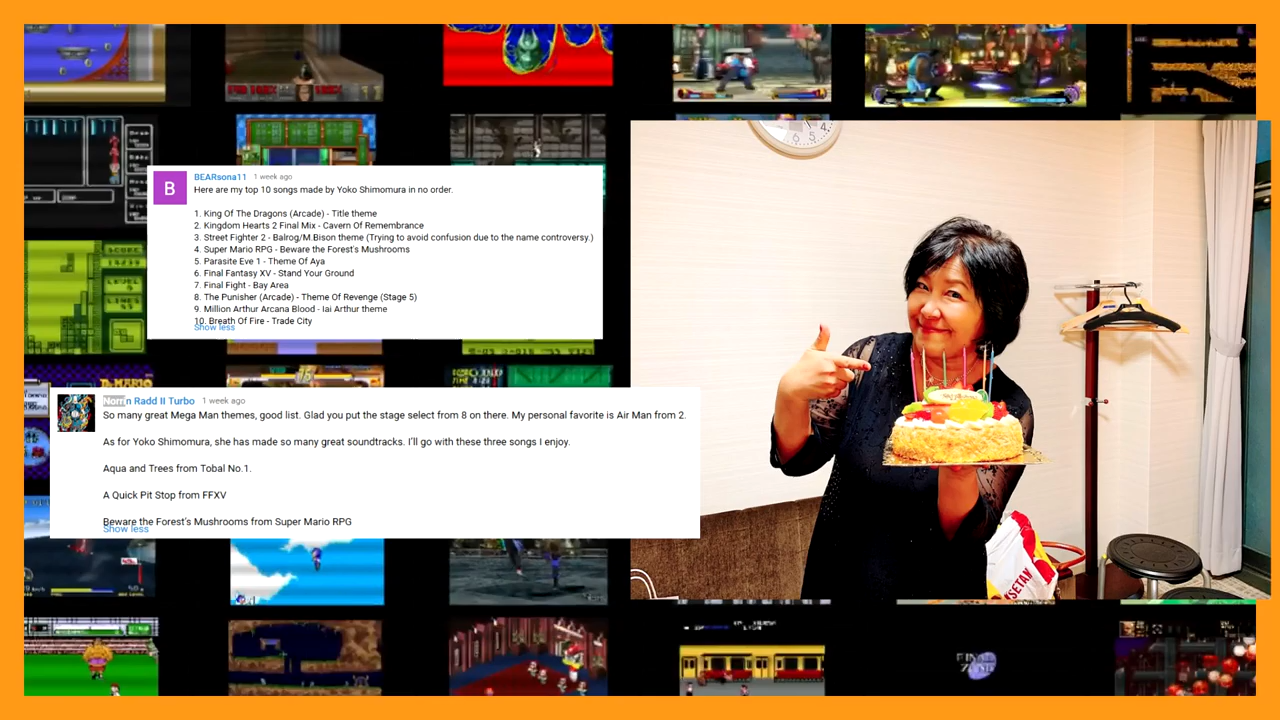 BEARsona11 1 week ago
B
Here are my top 10 songs made by Yoko Shimomura in no order.
1. King Of The Dragons (Arcade) - Title theme
2. Kingdom Hearts 2 Final Mix - Cavern Of Remembrance
3. Street Fighter 2 - Balrog/M.Bison theme (Trying to avoid confusion due to the name controversy.)
4. Super Mario RPG - Beware the Forest's Mushrooms
5. Parasite Eve 1 - Theme Of Aya
6. Final Fantasy XV - Stand Your Ground
7. Final Fight - Bay Area
8. The Punisher (Arcade) - Theme Of Revenge (Stage 5)
9. Million Arthur Arcana Blood - Iai Arthur theme
10. Breath Of Fire - Trade City
Show less
Norrin Radd II Turbo 1 week ago
So many great Mega Man themes, good list. Glad you put the stage select from 8 on there. My personal favorite is Air Man from 2.
As for Yoko Shimomura, she has made so many great soundtracks. I'll go with these three songs I enjoy.
Aqua and Trees from Tobal No.1.
A Quick Pit Stop from FFXV
Beware the Forest's Mushrooms from Super Mario RPG
Show less
SCORE
LEVEL
LINES
DR.MARIO
FINAL
ZONE
SETAN